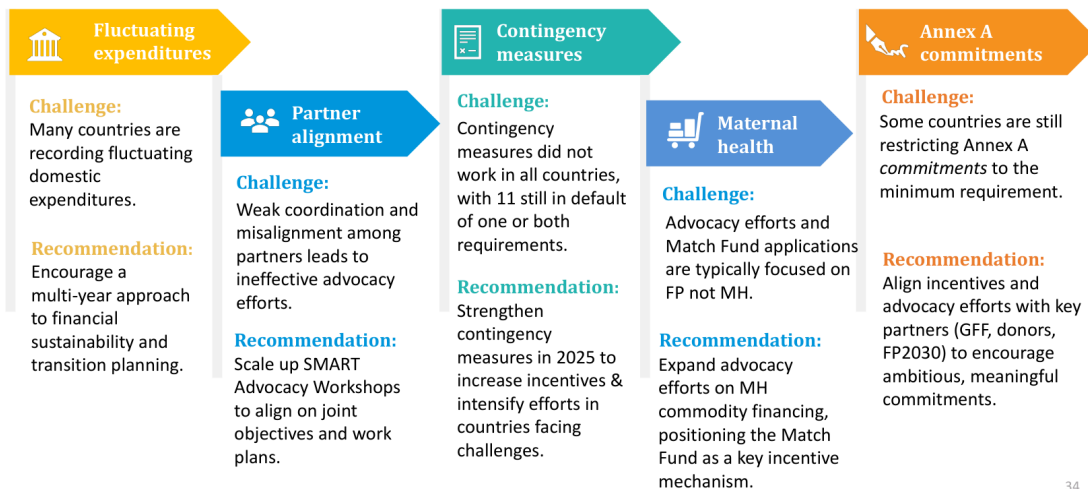 Fluctuating
expenditures
Challenge:
Many countries are
recording fluctuating
domestic
expenditures.
Recommendation:
Encourage a
multi-year approach
to financial
sustainability and
transition planning.
Partner
alignment
Challenge:
Weak coordination and
misalignment among
partners leads to
ineffective advocacy
efforts.
Recommendation:
Scale up SMART
Advocacy Workshops
to align on joint
objectives and work
plans.
Contingency
measures
Challenge:
Contingency
measures did not
work in all countries,
with 11 still in default
of one or both
requirements.
Recommendation:
Strengthen
contingency
measures in 2025 to
increase incentives &
intensify efforts in
countries facing
challenges.
Maternal
health
Challenge:
Advocacy efforts and
Match Fund applications
are typically focused on
FP not MH.
Recommendation:
Expand advocacy
efforts on MH
commodity financing,
positioning the Match
Fund as a key incentive
mechanism.
Annex A
commitments
Challenge:
Some countries are still
restricting Annex A
commitments to the
minimum requirement.
Recommendation:
Align incentives and
advocacy efforts with key
partners (GFF, donors,
FP2030) to encourage
ambitious, meaningful
commitments.
34